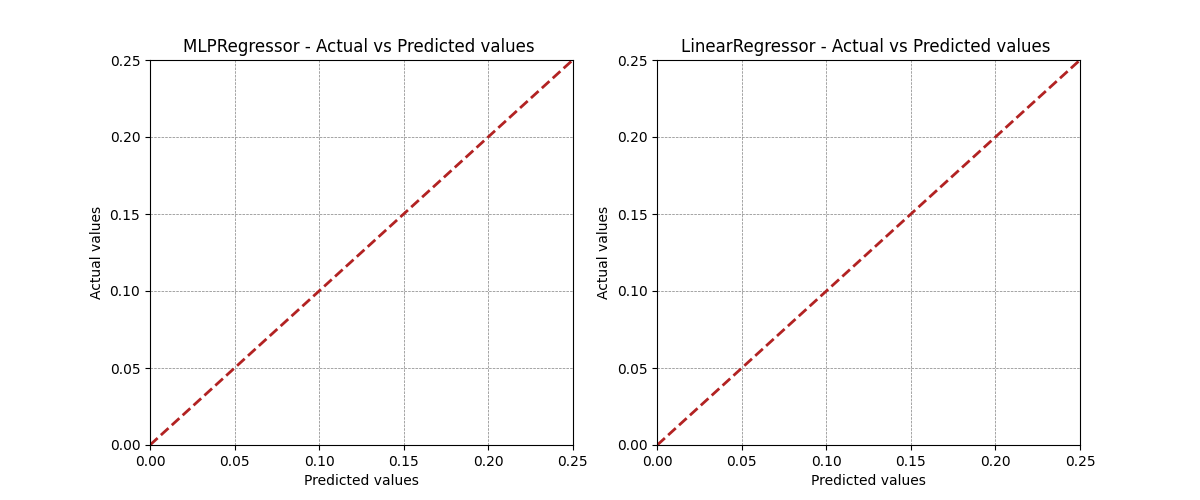 MLPRegressor - Actual vs Predicted values
0.25
0.20
0.15
0.10
0.05
0.00
Actual values
0.00 0.05 0.10 0.15 0.20 0.25
Predicted values
LinearRegressor - Actual vs Predicted values
0.25
0.20
0.15
0.10
0.05
0.00
Actual values
0.00 0.05 0.10 0.15 0.20 0.25
Predicted values